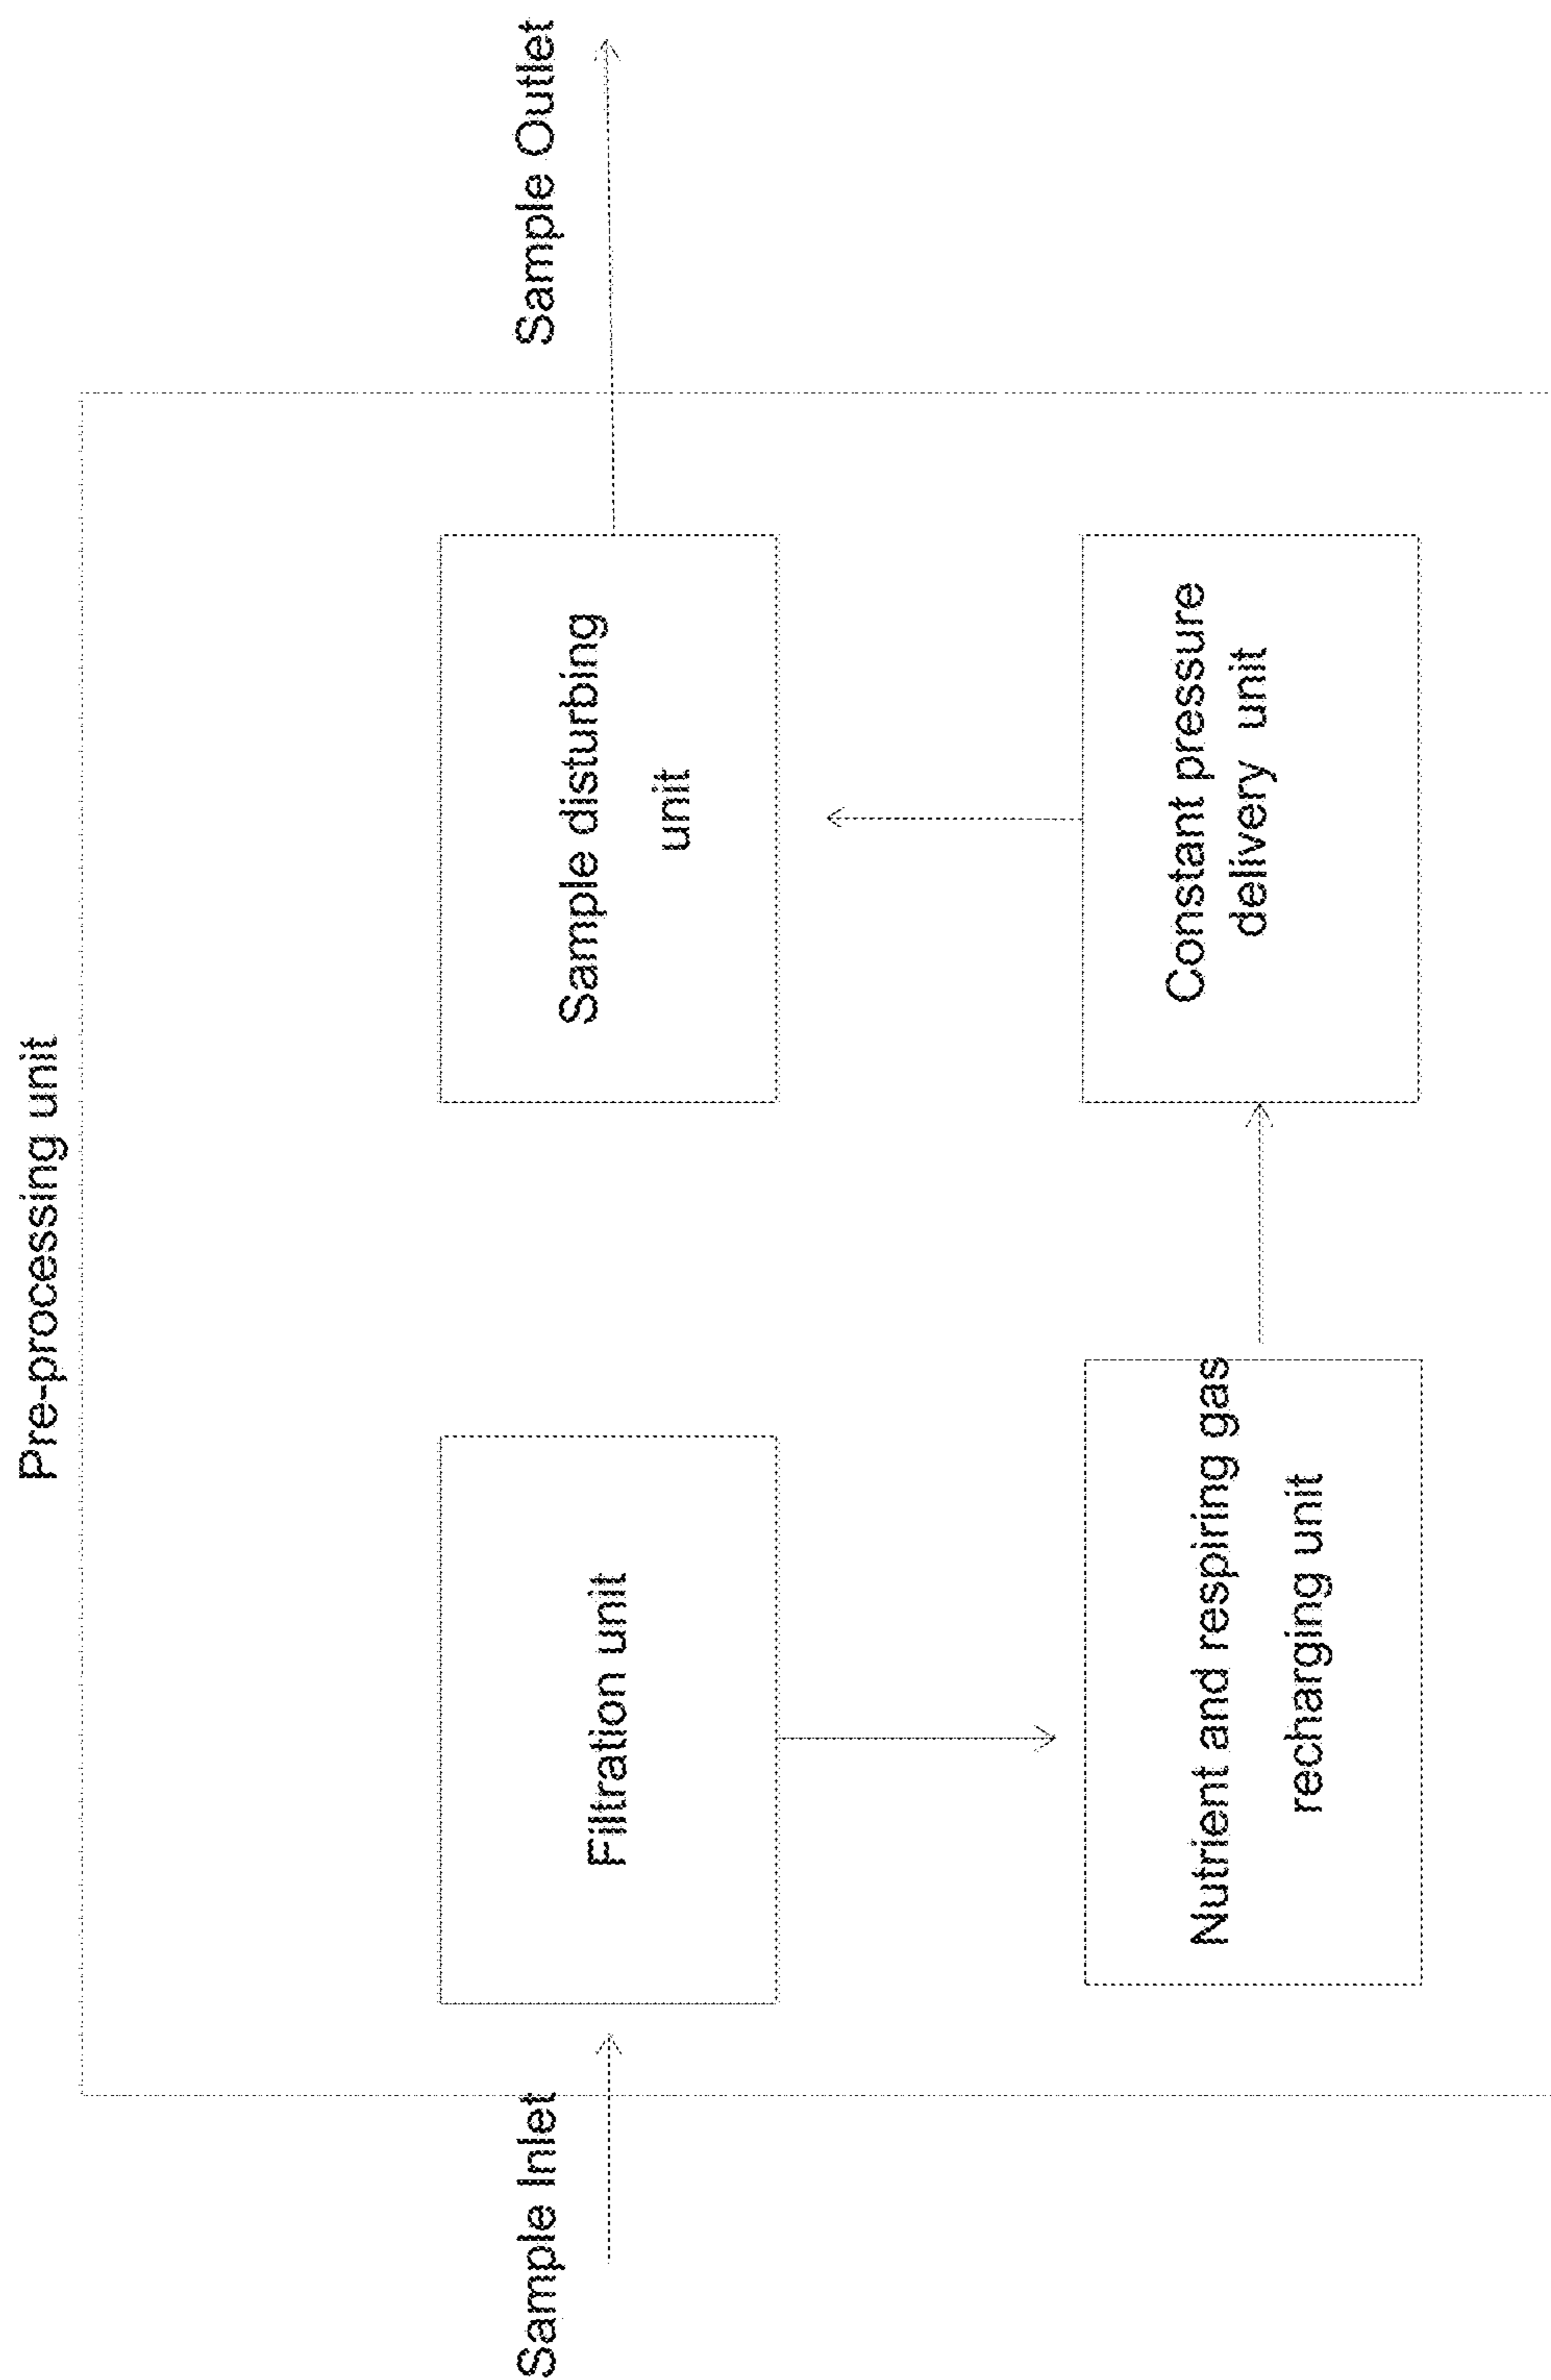 Pre-processing unit
Sample Inlet
Sample Outlet
Filtration unit
Sample disturbing
unit
Nutrient and respiring gas
recharging unit
Constant pressure
delivery unit